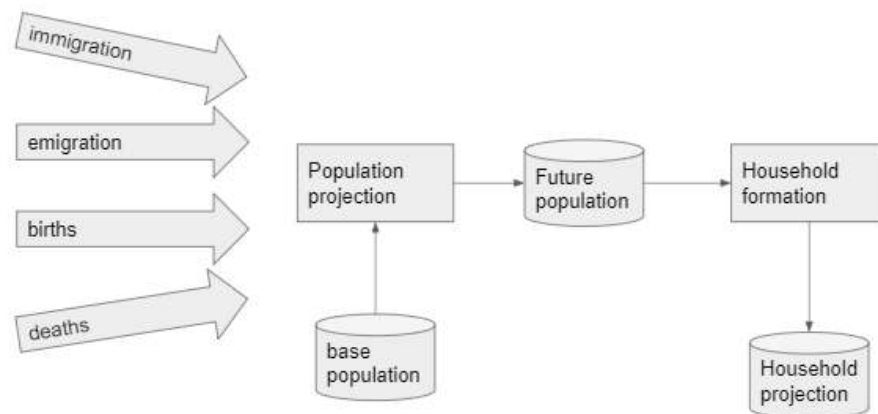 immigration
emigration
births
deaths
Population
projection
base
population
Future
population
Household
formation
Household
projection